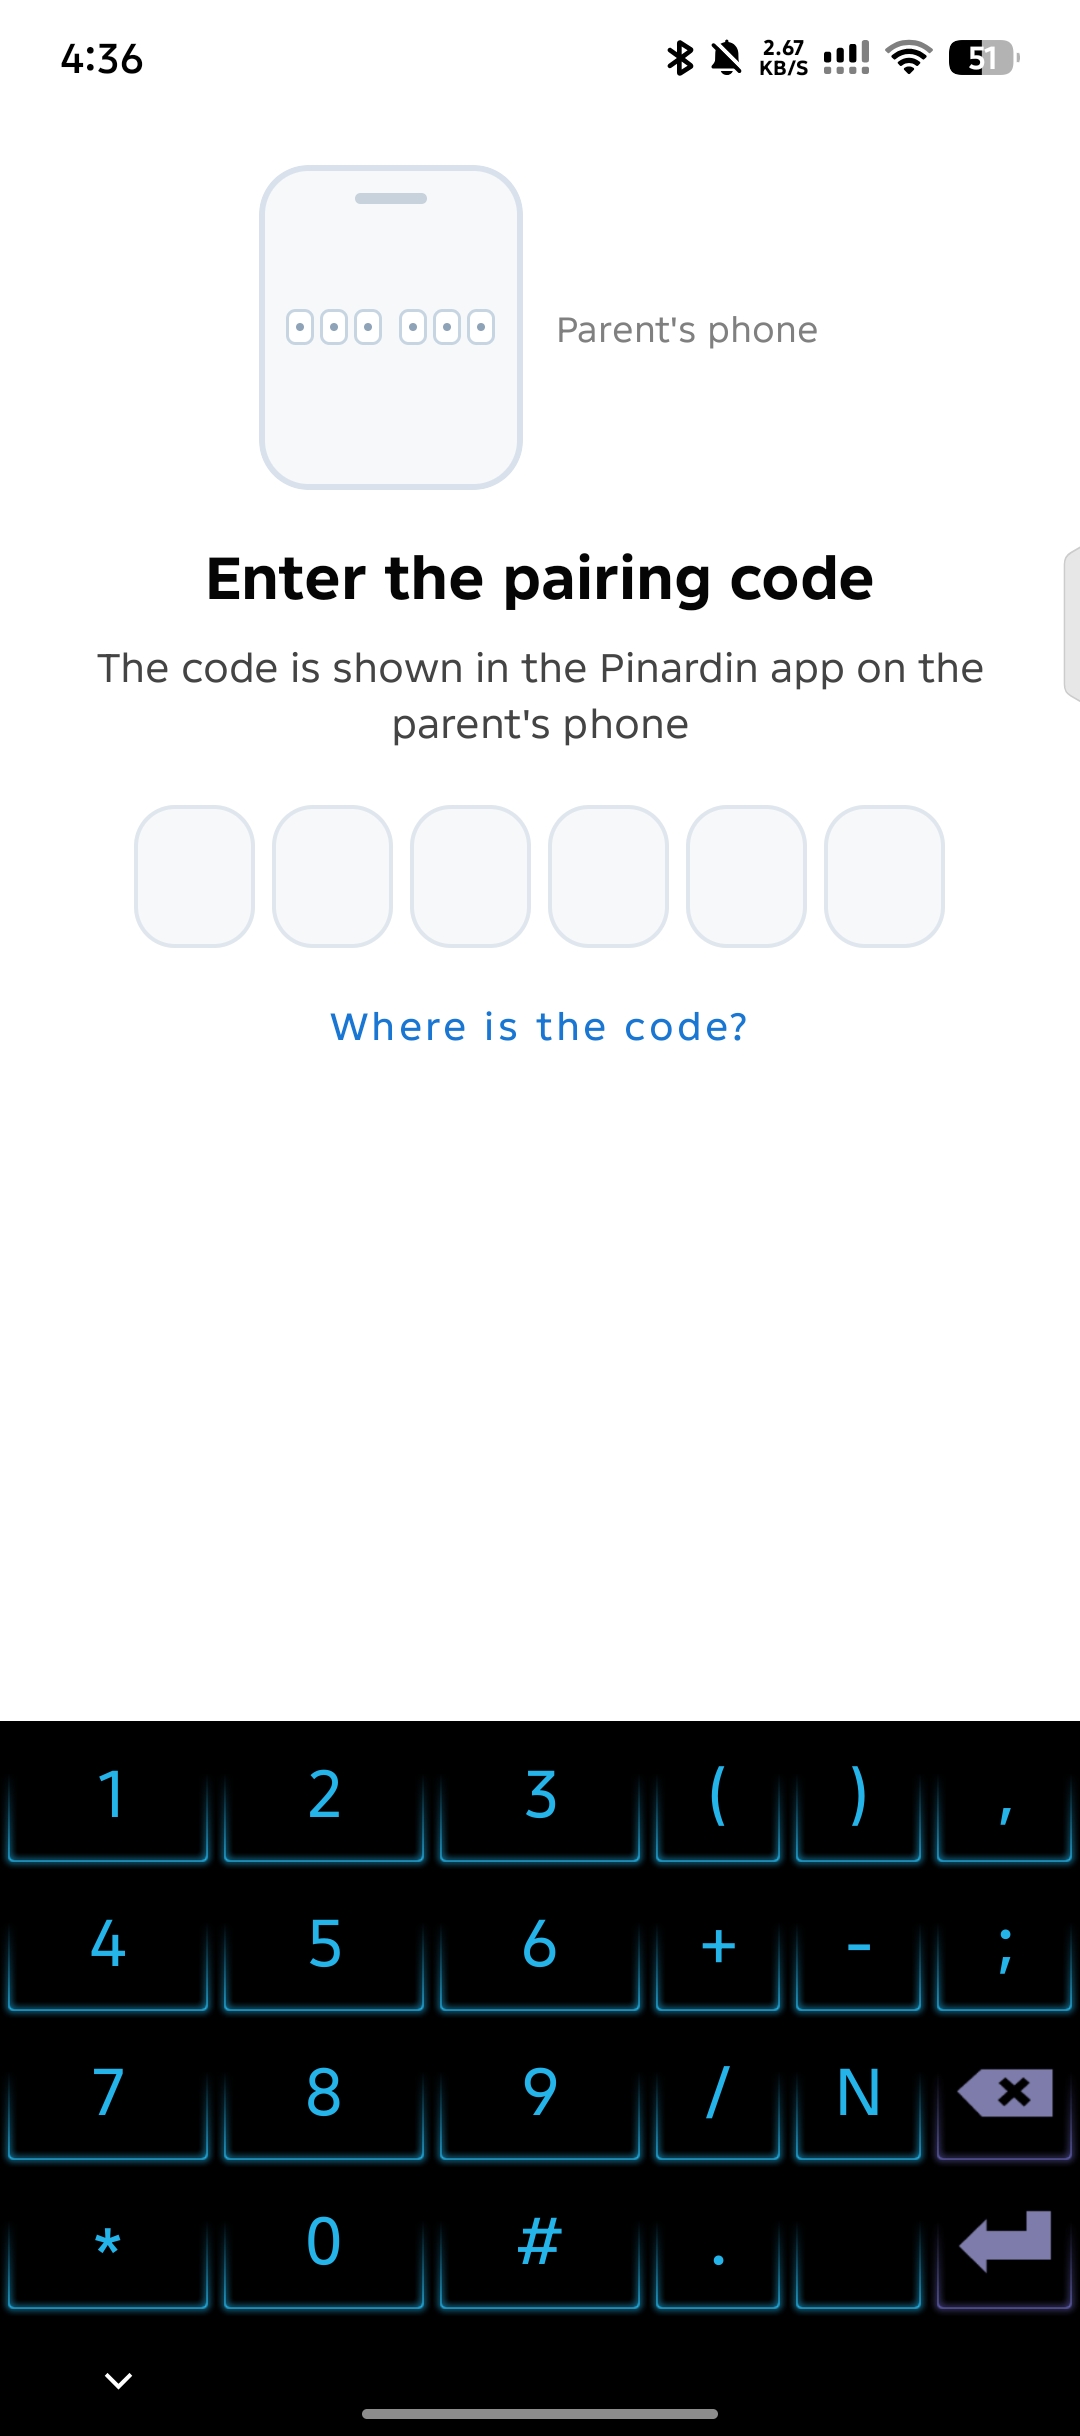 4:36
2.67
KB/S
51
Parent's phone
Enter the pairing code
The code is shown in the Pinardin app on the
parent's phone
Where is the code?
1 2 3 ( ) ,
4 5 6 + - ;
7 8 9 / N
* 0 # .